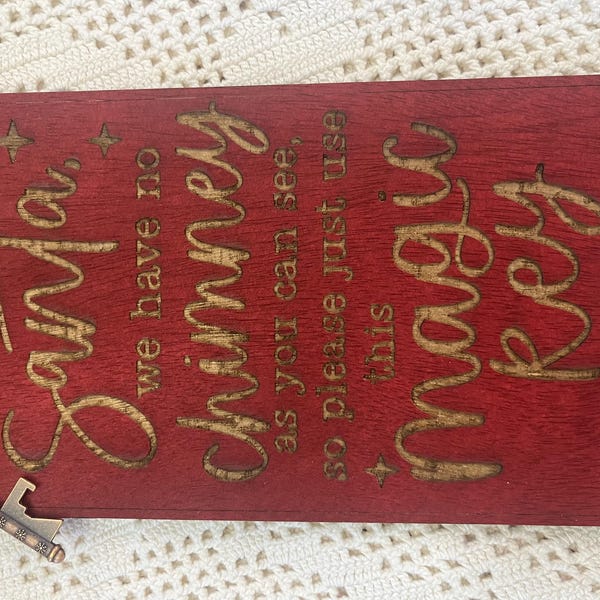 Santa,
we have no
chimney
as you can see,
so please just use
this
magic
key